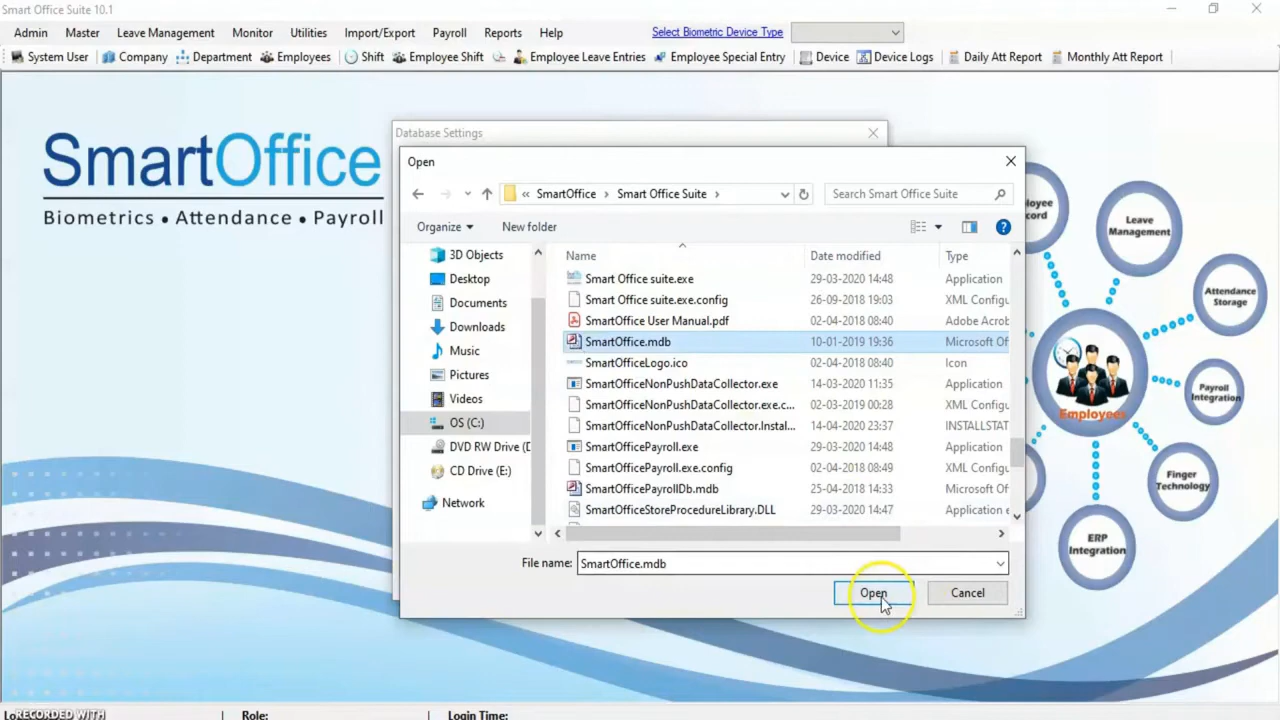 Smart Office Suite 10.1
Admin Master Leave Management Monitor Utilities Import/Export Payroll Reports Help Select Biometric Device Type
System User Company Department Employees Shift Employee Shift Employee Leave Entries Employee Special Entry Device Device Logs Daily Att Report Monthly Att Report
SmartOffice
Biometrics • Attendance • Payroll
Database Settings
Open
« SmartOffice › Smart Office Suite › Search Smart Office Suite
Organize New folder
Name Date modified Type
3D Objects
Desktop
Documents
Downloads
Music
Pictures
Videos
OS (C:)
DVD RW Drive (D
CD Drive (E:)
Network
Smart Office suite.exe 29-03-2020 14:48 Application
Smart Office suite.exe.config 26-09-2018 19:03 XML Configu
SmartOffice User Manual.pdf 02-04-2018 08:40 Adobe Acrob
SmartOffice.mdb 10-01-2019 19:36 Microsoft Of
SmartOfficeLogo.ico 02-04-2018 08:40 Icon
SmartOfficeNonPushDataCollector.exe 14-03-2020 11:35 Application
SmartOfficeNonPushDataCollector.exe.c... 02-03-2019 00:28 XML Configu
SmartOfficeNonPushDataCollector.Instal... 14-04-2020 23:37 INSTALLSTAT
SmartOfficePayroll.exe 29-03-2020 14:48 Application
SmartOfficePayroll.exe.config 02-04-2018 08:49 XML Configu
SmartOfficePayrollDb.mdb 25-04-2018 14:33 Microsoft Of
SmartOfficeStoreProcedureLibrary.DLL 29-03-2020 14:47 Application e
File name: SmartOffice.mdb
Open Cancel
loyee
cord
Leave
Management
Attendance
Storage
Payroll
Integration
Employees
Finger
Technology
ERP
Integration
RECORDED WITH
Role:
Login Time: